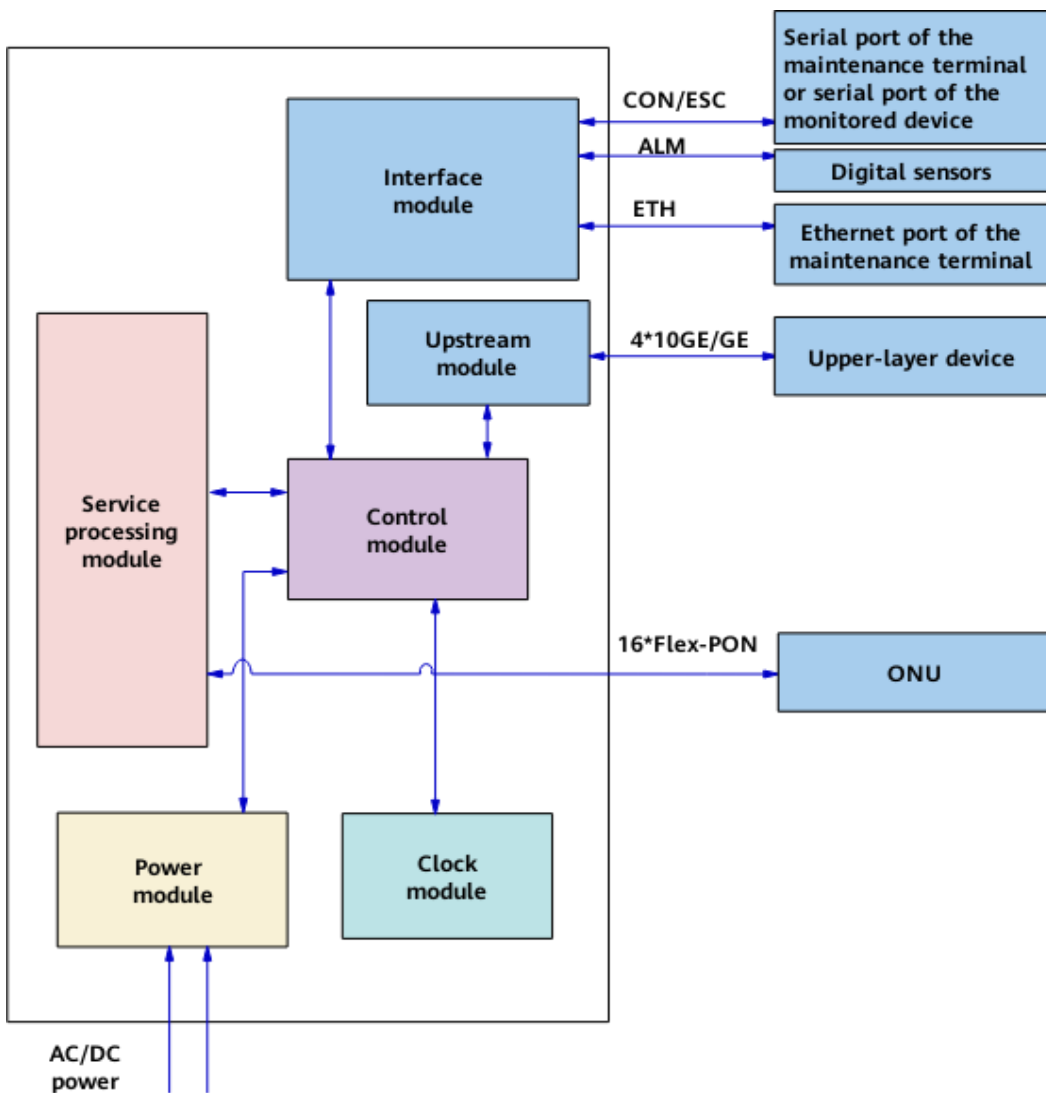 Serial port of the
maintenance terminal
or serial port of the
monitored device
CON/ESC
ALM
Digital sensors
Interface
module
ETH
Ethernet port of the
maintenance terminal
Upstream
module
4*10GE/GE
Upper-layer device
Service
processing
module
Control
module
16*Flex-PON
ONU
Power
module
Clock
module
AC/DC
power